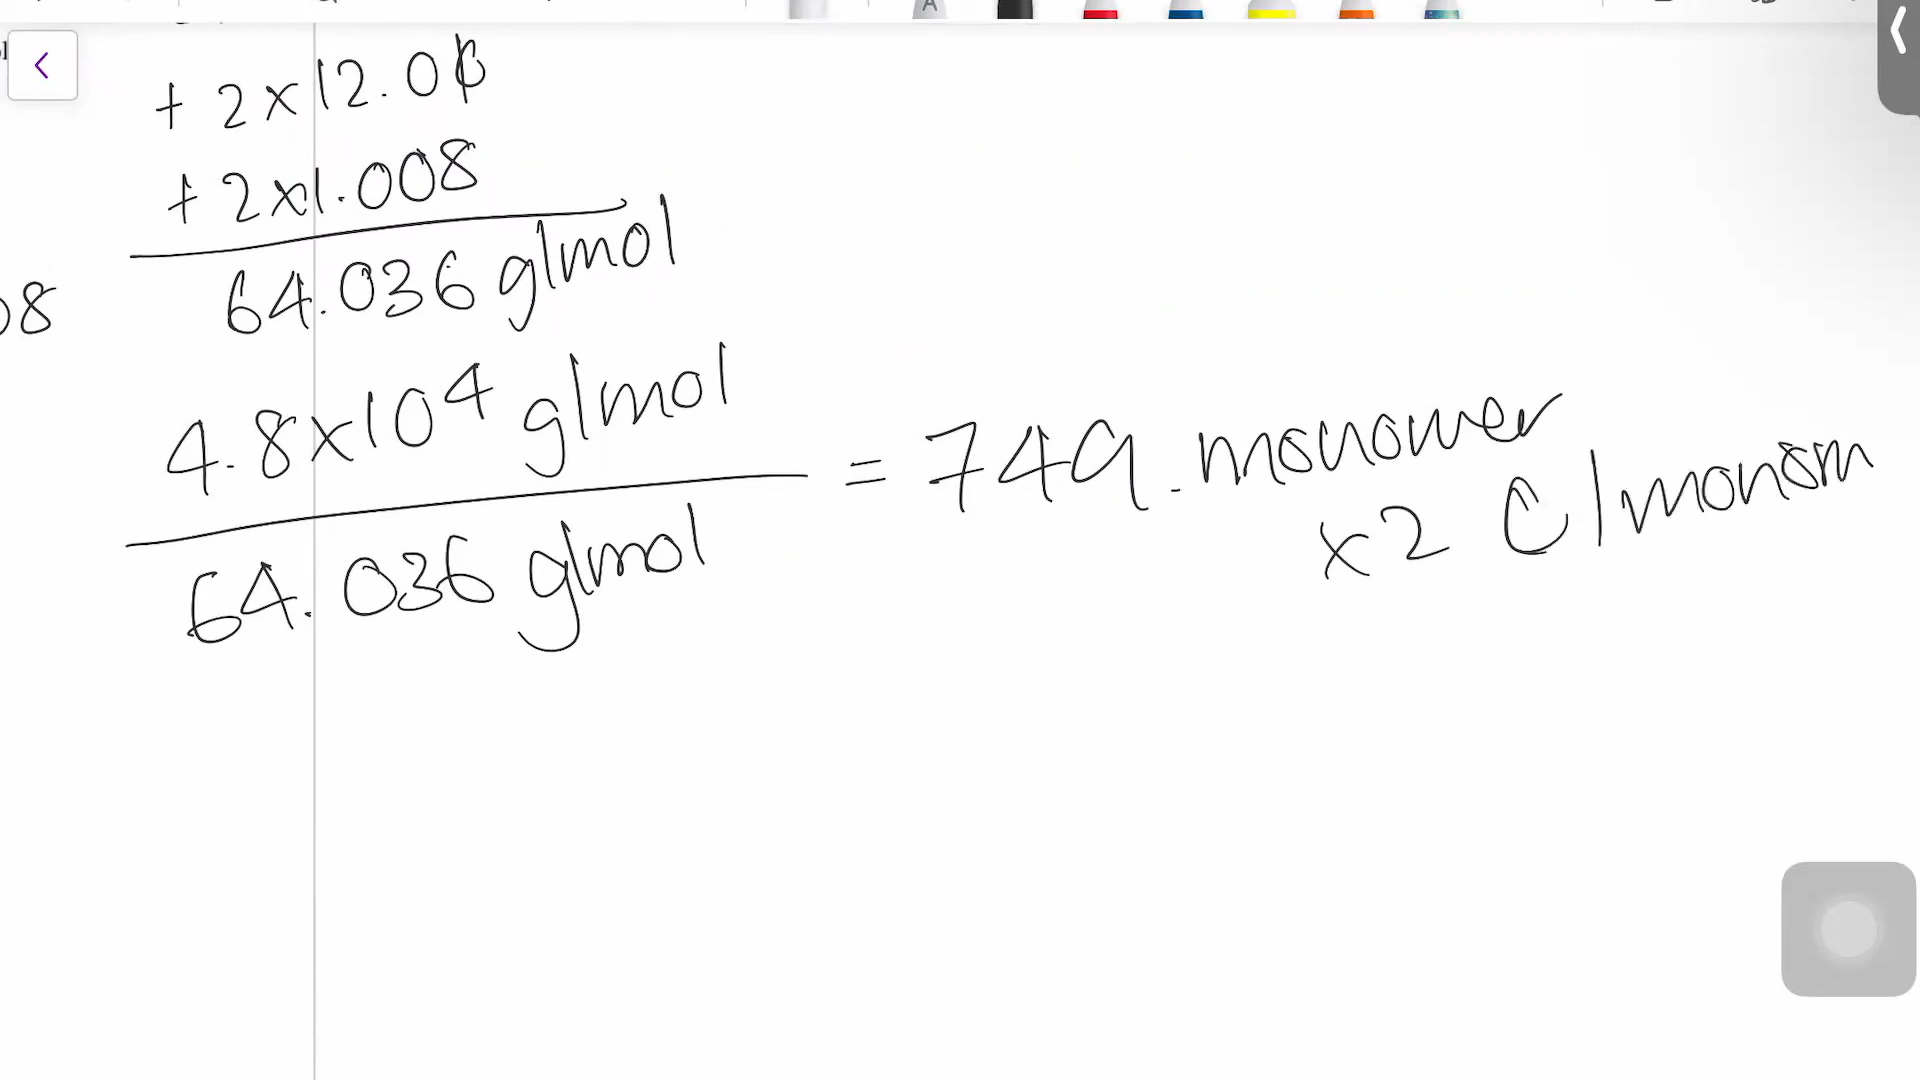 + 2x12.01
+ 2x1.008
64.036 g/mol
08
4.8x10⁴ g/mol
64.036 g/mol
= 749. monomer
x2 C/monom